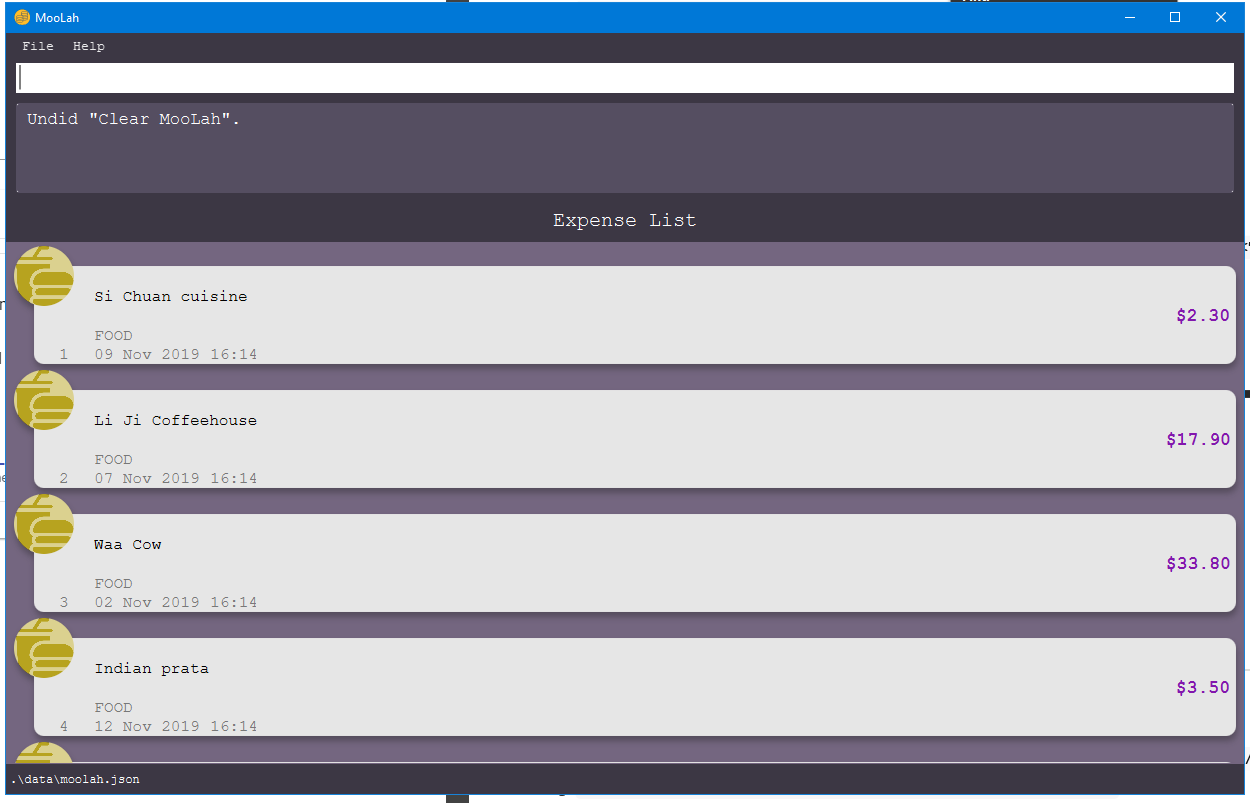 MooLah
File Help
Undid "Clear MooLah".
Expense List
Si Chuan cuisine
$2.30
FOOD
1 09 Nov 2019 16:14
Li Ji Coffeehouse
$17.90
FOOD
2 07 Nov 2019 16:14
Waa Cow
$33.80
FOOD
3 02 Nov 2019 16:14
Indian prata
$3.50
FOOD
4 12 Nov 2019 16:14
.\data\moolah.json